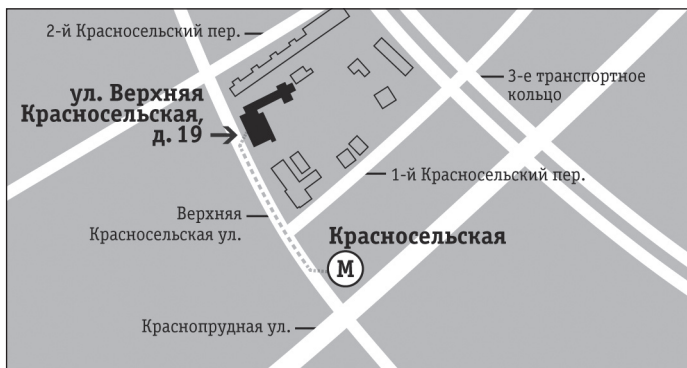 2-й Красносельский пер.
ул. Верхняя
Красносельская,
д. 19
3-е транспортное
кольцо
1-й Красносельский пер.
Верхняя
Красносельская ул.
Красносельская
М
Краснопрудная ул.